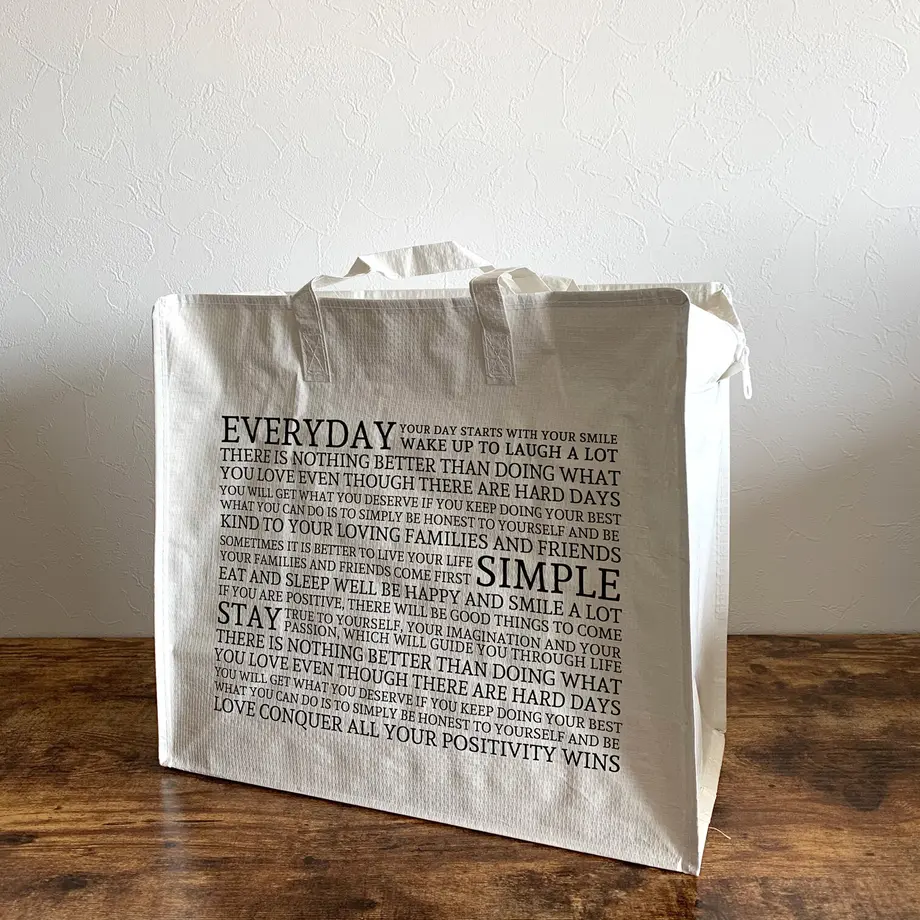 EVERYDAY YOUR DAY STARTS WITH YOUR SMILE
WAKE UP TO LAUGH A LOT
THERE IS NOTHING BETTER THAN DOING WHAT
YOU LOVE EVEN THOUGH THERE ARE HARD DAYS
YOU WILL GET WHAT YOU DESERVE IF YOU KEEP DOING YOUR BEST
WHAT YOU CAN DO IS TO SIMPLY BE HONEST TO YOURSELF AND BE
KIND TO YOUR LOVING FAMILIES AND FRIENDS
SOMETIMES IT IS BETTER TO LIVE YOUR LIFE
YOUR FAMILIES AND FRIENDS COME FIRST SIMPLE
EAT AND SLEEP WELL BE HAPPY AND SMILE A LOT
IF YOU ARE POSITIVE, THERE WILL BE GOOD THINGS TO COME
STAY TRUE TO YOURSELF, YOUR IMAGINATION AND YOUR
PASSION, WHICH WILL GUIDE YOU THROUGH LIFE
THERE IS NOTHING BETTER THAN DOING WHAT
YOU LOVE EVEN THOUGH THERE ARE HARD DAYS
YOU WILL GET WHAT YOU DESERVE IF YOU KEEP DOING YOUR BEST
WHAT YOU CAN DO IS TO SIMPLY BE HONEST TO YOURSELF AND BE
LOVE CONQUER ALL YOUR POSITIVITY WINS